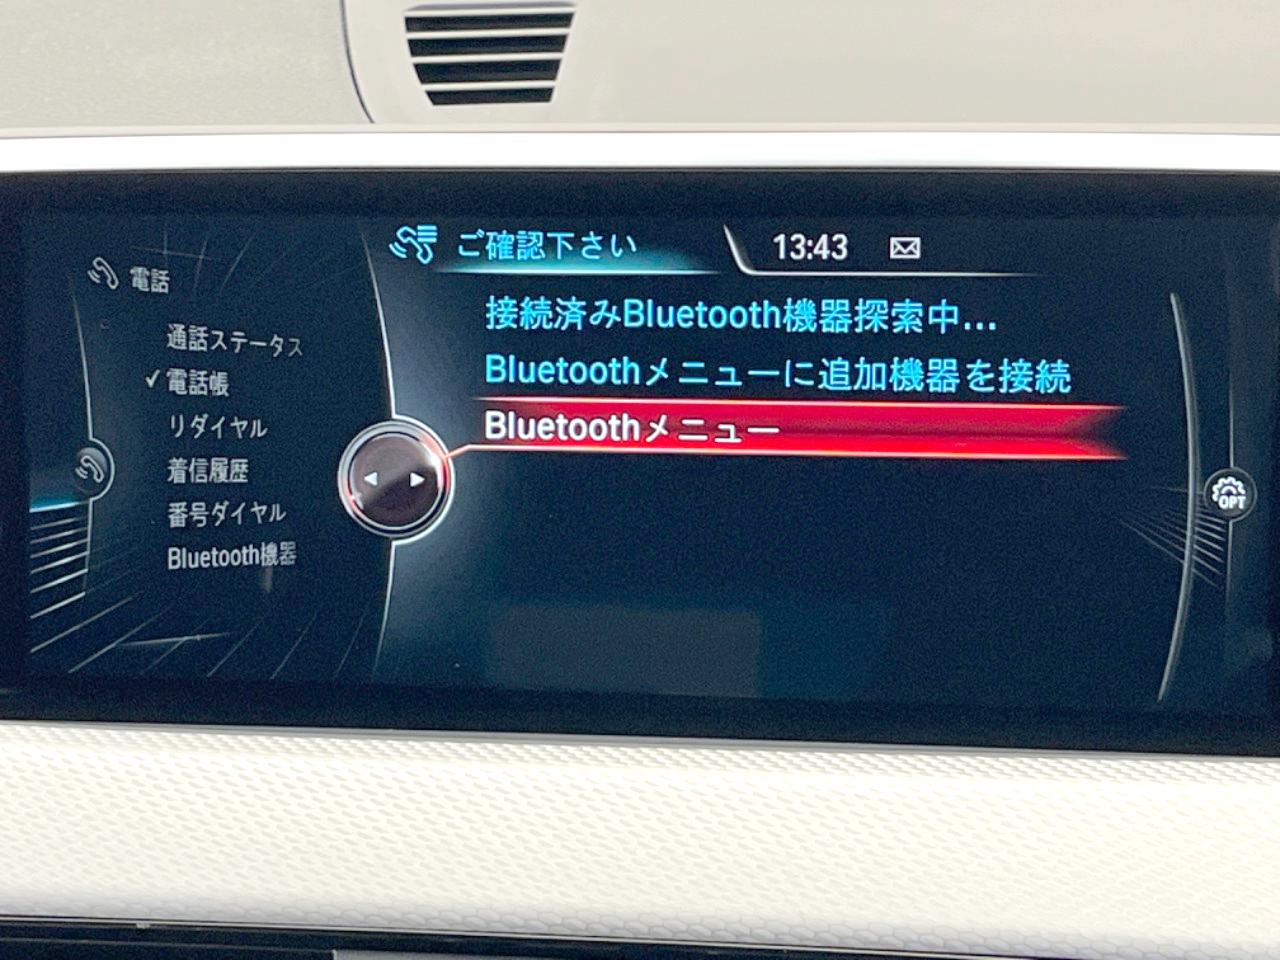 電話
通話ステータス
✓電話帳
リダイヤル
着信履歴
番号ダイヤル
Bluetooth機器
ご確認下さい
13:43
接続済みBluetooth機器探索中...
Bluetoothメニューに追加機器を接続
Bluetoothメニュー
OPT